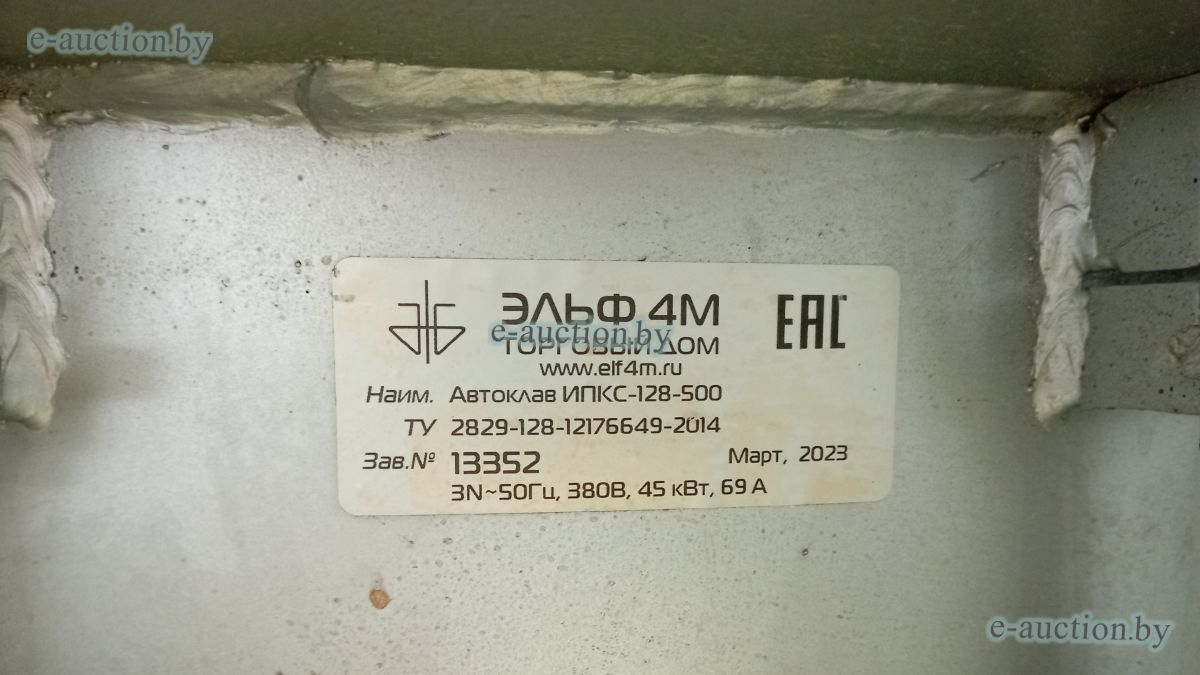 e-auction.by
ЭЛЬФ 4М
EAC
e-auction.by
ТОРГОВЫЙ ДОМ
www.elf4m.ru
Наим. Автоклав ИПКС-128-500
ТУ 2829-128-12176649-2014
Зав.№ 13352 Март, 2023
3N~50Гц, 380В, 45 кВт, 69 А
e-auction.by